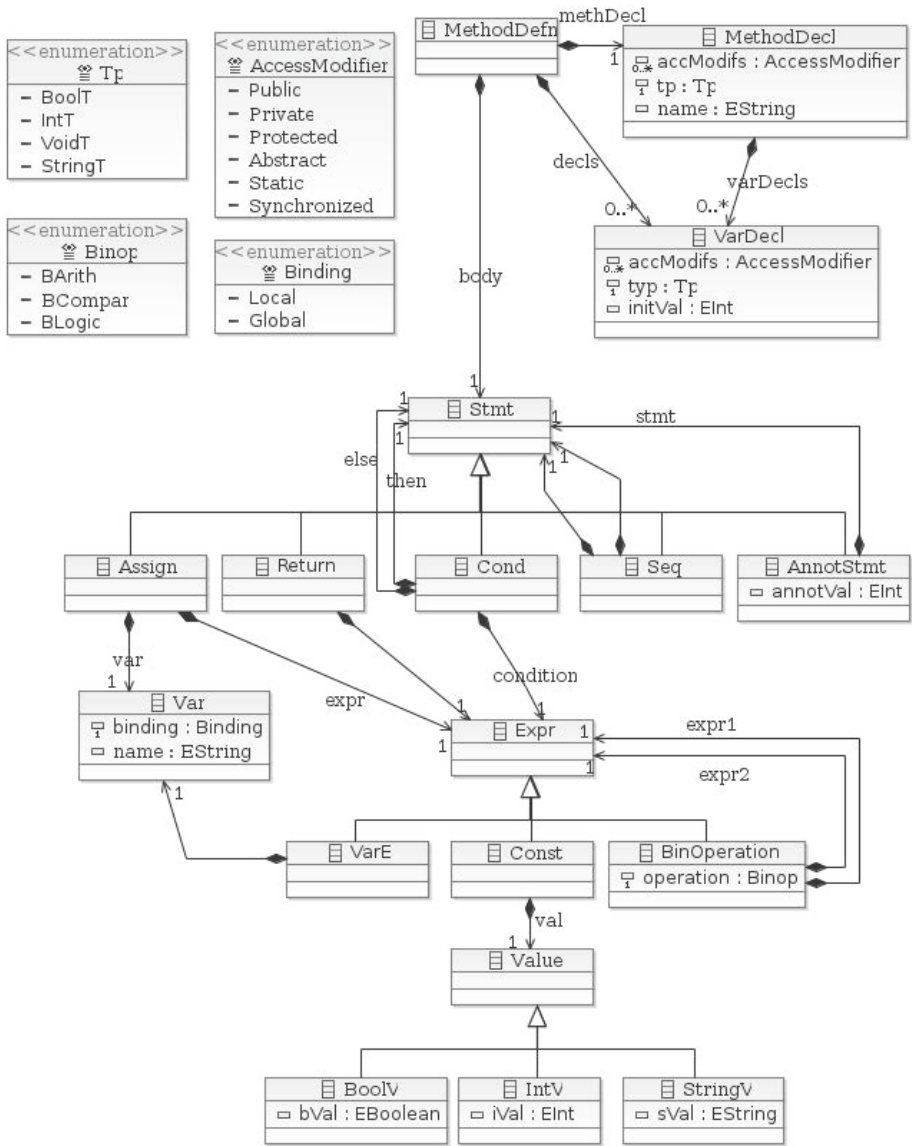 <<enumeration>>
Tp
– BoolT
– IntT
– VoidT
– StringT
<<enumeration>>
AccessModifier
– Public
– Private
– Protected
– Abstract
– Static
– Synchronized
<<enumeration>>
Binop
– BArith
– BCompar
– BLogic
<<enumeration>>
Binding
– Local
– Global
MethodDefn
methDecl
1
MethodDecl
0..* accModifs : AccessModifier
1 tp : Tp
name : EString
decls
0..*
varDecls
0..*
VarDecl
0..* accModifs : AccessModifier
1 typ : Tp
initVal : EInt
body
1
Stmt
1
1
else
then
1
1
1
stmt
Assign
Return
Cond
Seq
AnnotStmt
annotVal : EInt
var
1
Var
1 binding : Binding
name : EString
expr
1
1
condition
1
Expr
1
1
expr1
expr2
1
VarE
Const
BinOperation
1 operation : Binop
val
1
Value
BoolV
bVal : EBoolean
IntV
iVal : EInt
StringV
sVal : EString